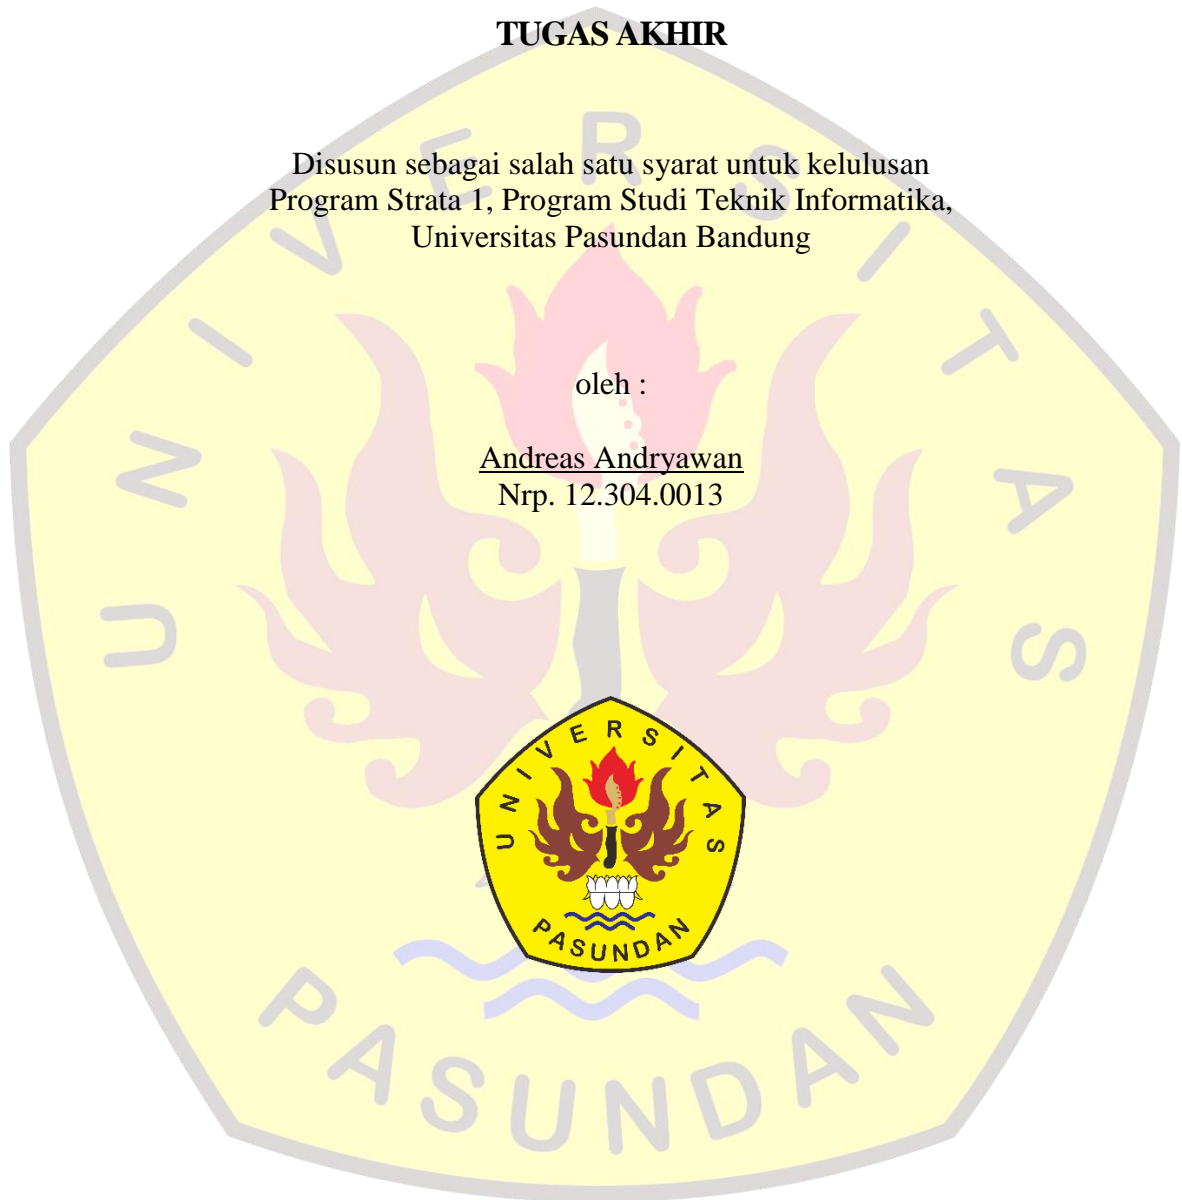 TUGAS AKHIR
Disusun sebagai salah satu syarat untuk kelulusan
Program Strata 1, Program Studi Teknik Informatika,
Universitas Pasundan Bandung
oleh :
Andreas Andryawan
Nrp. 12.304.0013
UNIVERSITAS
PASUNDAN
UNIVERSITAS
PASUNDAN